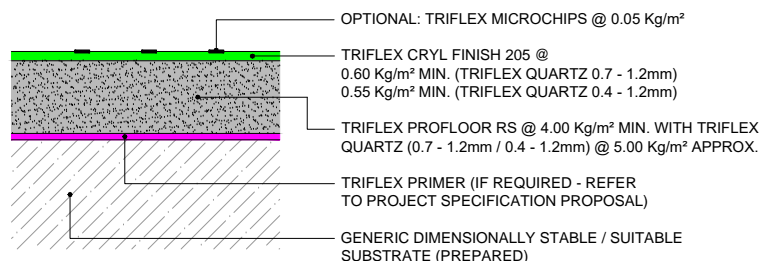 OPTIONAL: TRIFLEX MICROCHIPS @ 0.05 Kg/m²
TRIFLEX CRYL FINISH 205 @
0.60 Kg/m² MIN. (TRIFLEX QUARTZ 0.7 - 1.2mm)
0.55 Kg/m² MIN. (TRIFLEX QUARTZ 0.4 - 1.2mm)
TRIFLEX PROFLOOR RS @ 4.00 Kg/m² MIN. WITH TRIFLEX
QUARTZ (0.7 - 1.2mm / 0.4 - 1.2mm) @ 5.00 Kg/m² APPROX.
TRIFLEX PRIMER (IF REQUIRED - REFER
TO PROJECT SPECIFICATION PROPOSAL)
GENERIC DIMENSIONALLY STABLE / SUITABLE
SUBSTRATE (PREPARED)